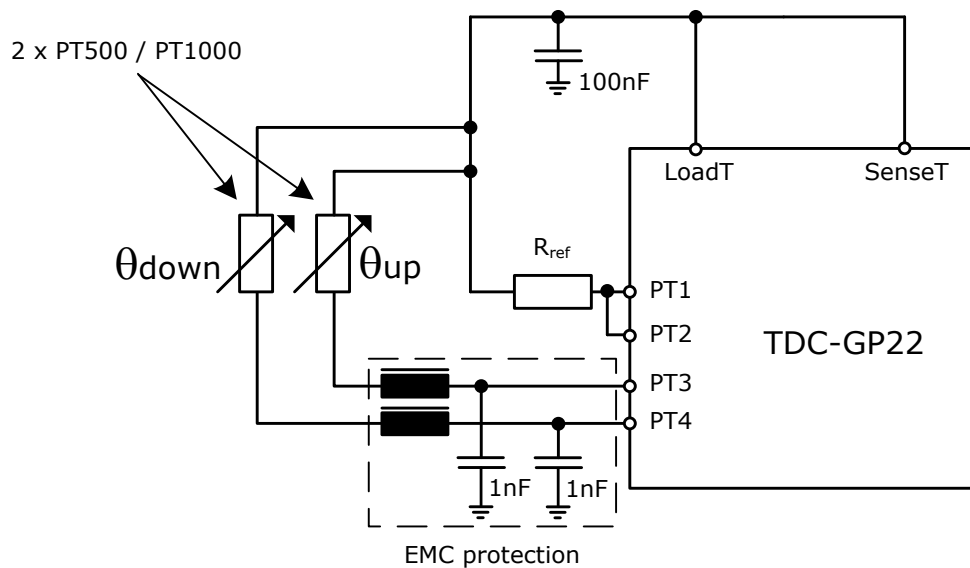 2 x PT500 / PT1000
100nF
LoadT
SenseT
θdown
θup
Rref
PT1
PT2
TDC-GP22
PT3
PT4
1nF
1nF
EMC protection